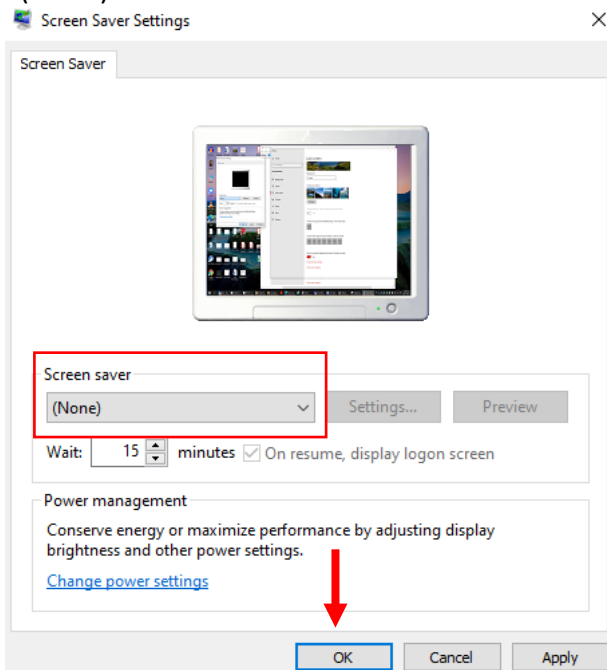 Screen Saver Settings
Screen Saver
Screen saver
(None)
Settings...
Preview
Wait: 15 minutes On resume, display logon screen
Power management
Conserve energy or maximize performance by adjusting display
brightness and other power settings.
Change power settings
OK Cancel Apply